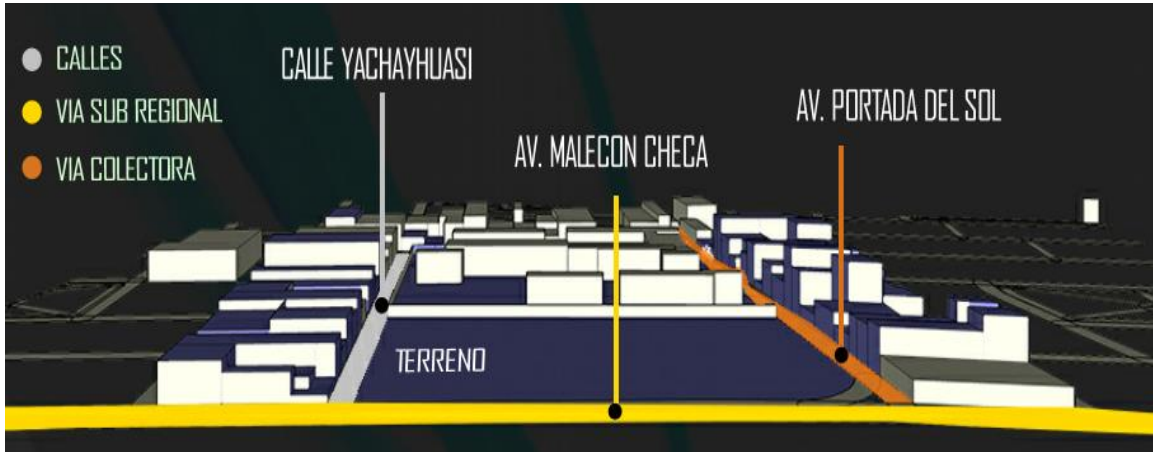 CALLES
VIA SUB REGIONAL
VIA COLECTORA
CALLE YACHAYHUASI
AV. MALECON CHECA
AV. PORTADA DEL SOL
TERRENO